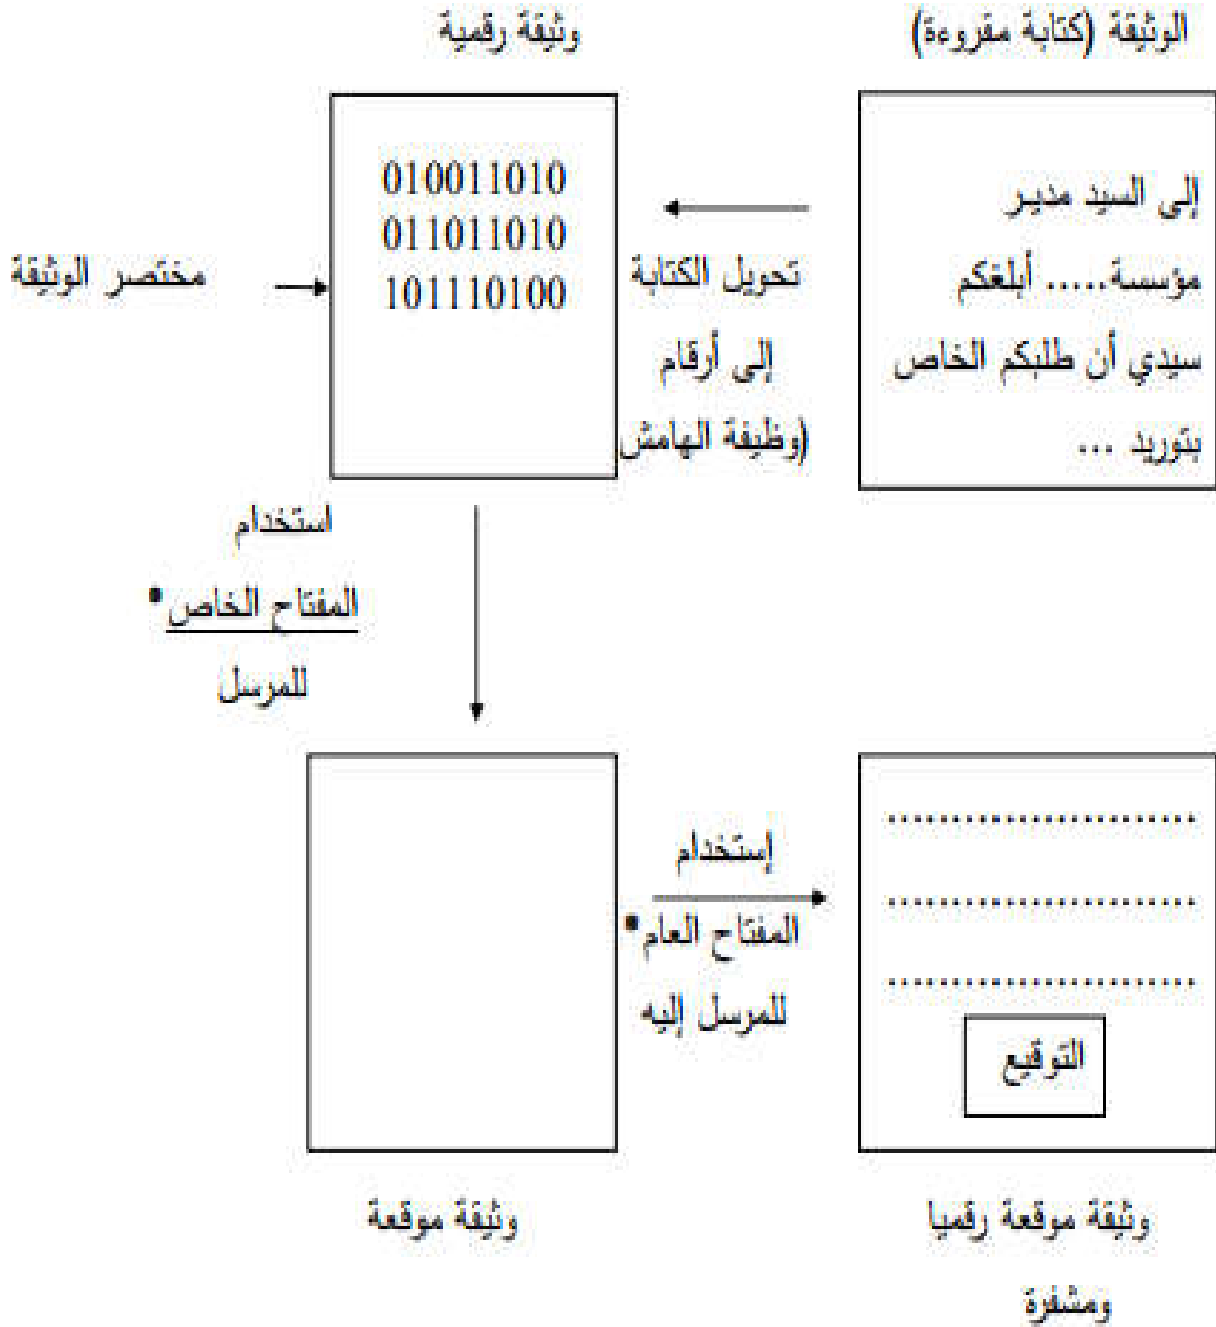 الوثيقة (كتابة مقروءة)
إلى السيد مدير
مؤسسة..... أبلغكم
سيدي أن طلبكم الخاص
بتوريد ...
تحويل الكتابة
إلى أرقام
(وظيفة الهامش
وثيقة رقمية
010011010
011011010
101110100
مختصر الوثيقة
استخدام
المفتاح الخاص*
للمرسل
وثيقة موقعة
إستخدام
المفتاح العام*
للمرسل إليه
........................
........................
........................
التوقيع
وثيقة موقعة رقميا
ومشفرة